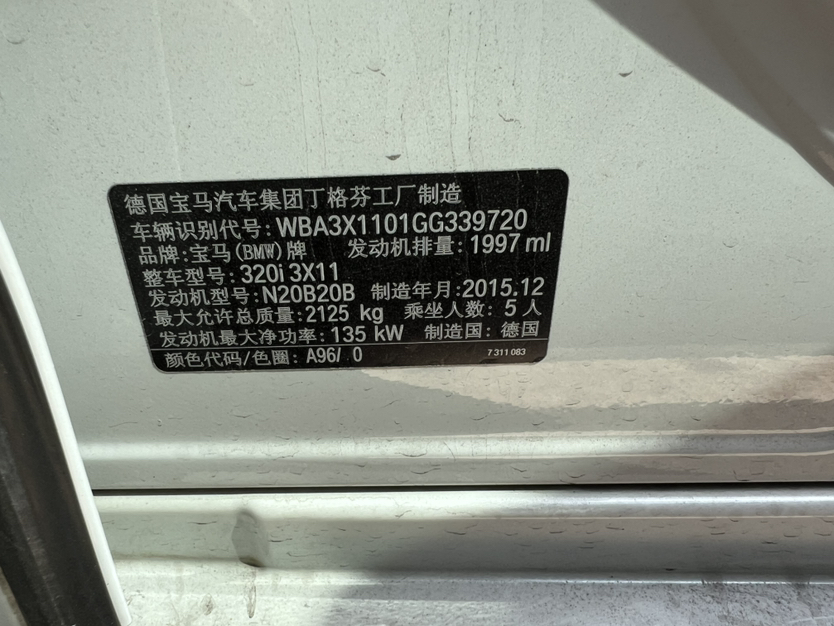 德国宝马汽车集团丁格芬工厂制造
车辆识别代号: WBA3X1101GG339720
品牌: 宝马(BMW)牌 发动机排量: 1997 ml
整车型号: 320i 3X11
发动机型号: N20B20B 制造年月: 2015.12
最大允许总质量: 2125 kg 乘坐人数: 5 人
发动机最大净功率: 135 kW 制造国: 德国
颜色代码/色圈: A96/ 0 7 311 083